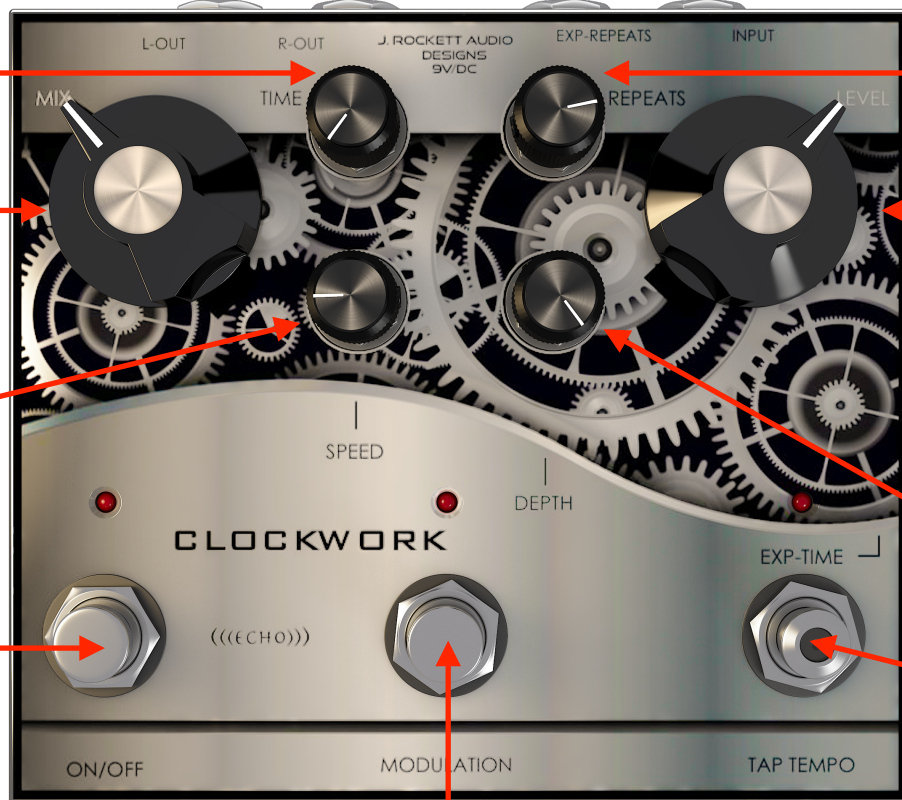 L-OUT
R-OUT
J. ROCKETT AUDIO
DESIGNS
9V/DC
EXP-REPEATS
INPUT
MIX
TIME
REPEATS
LEVEL
SPEED
DEPTH
CLOCKWORK
EXP-TIME
(((ECHO)))
ON/OFF
MODULATION
TAP TEMPO